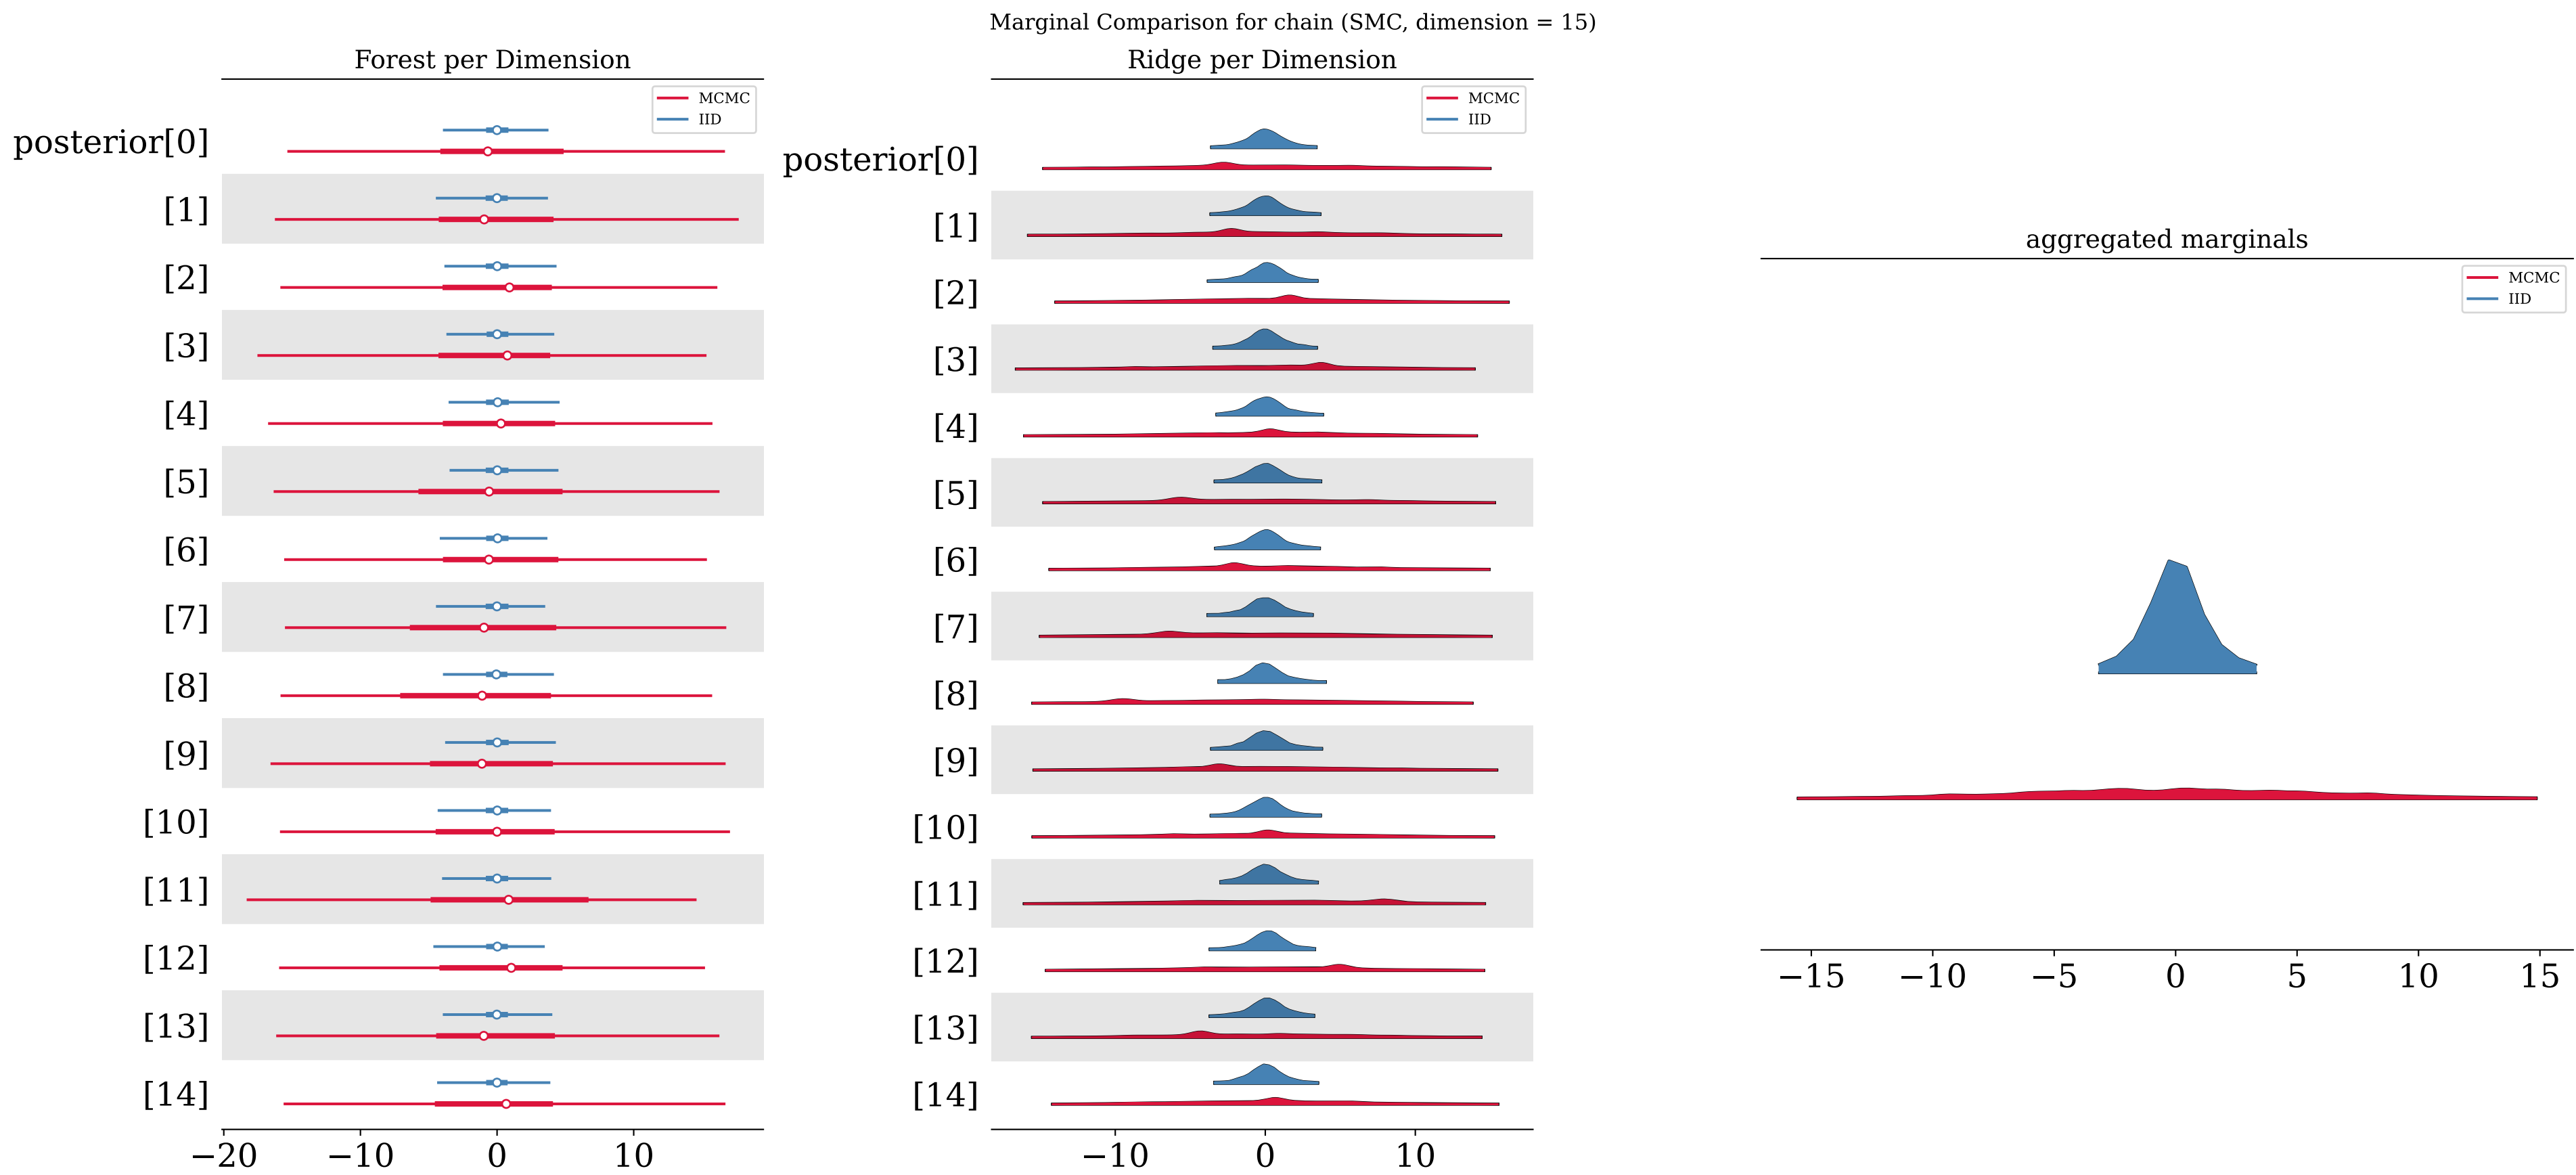 Marginal Comparison for chain (SMC, dimension = 15)
Forest per Dimension
MCMC
IID
posterior[0]
[1]
[2]
[3]
[4]
[5]
[6]
[7]
[8]
[9]
[10]
[11]
[12]
[13]
[14]
−20 −10 0 10
Ridge per Dimension
MCMC
IID
posterior[0]
[1]
[2]
[3]
[4]
[5]
[6]
[7]
[8]
[9]
[10]
[11]
[12]
[13]
[14]
−10 0 10
aggregated marginals
MCMC
IID
−15 −10 −5 0 5 10 15